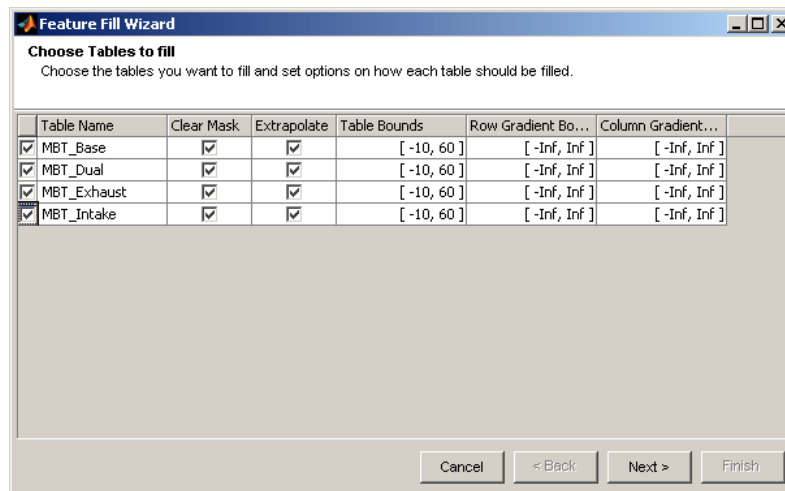 Feature Fill Wizard
Choose Tables to fill
Choose the tables you want to fill and set options on how each table should be filled.
Table Name Clear Mask Extrapolate Table Bounds Row Gradient Bo... Column Gradient...
MBT_Base [ -10, 60 ] [ -Inf, Inf ] [ -Inf, Inf ]
MBT_Dual [ -10, 60 ] [ -Inf, Inf ] [ -Inf, Inf ]
MBT_Exhaust [ -10, 60 ] [ -Inf, Inf ] [ -Inf, Inf ]
MBT_Intake [ -10, 60 ] [ -Inf, Inf ] [ -Inf, Inf ]
Cancel < Back Next > Finish